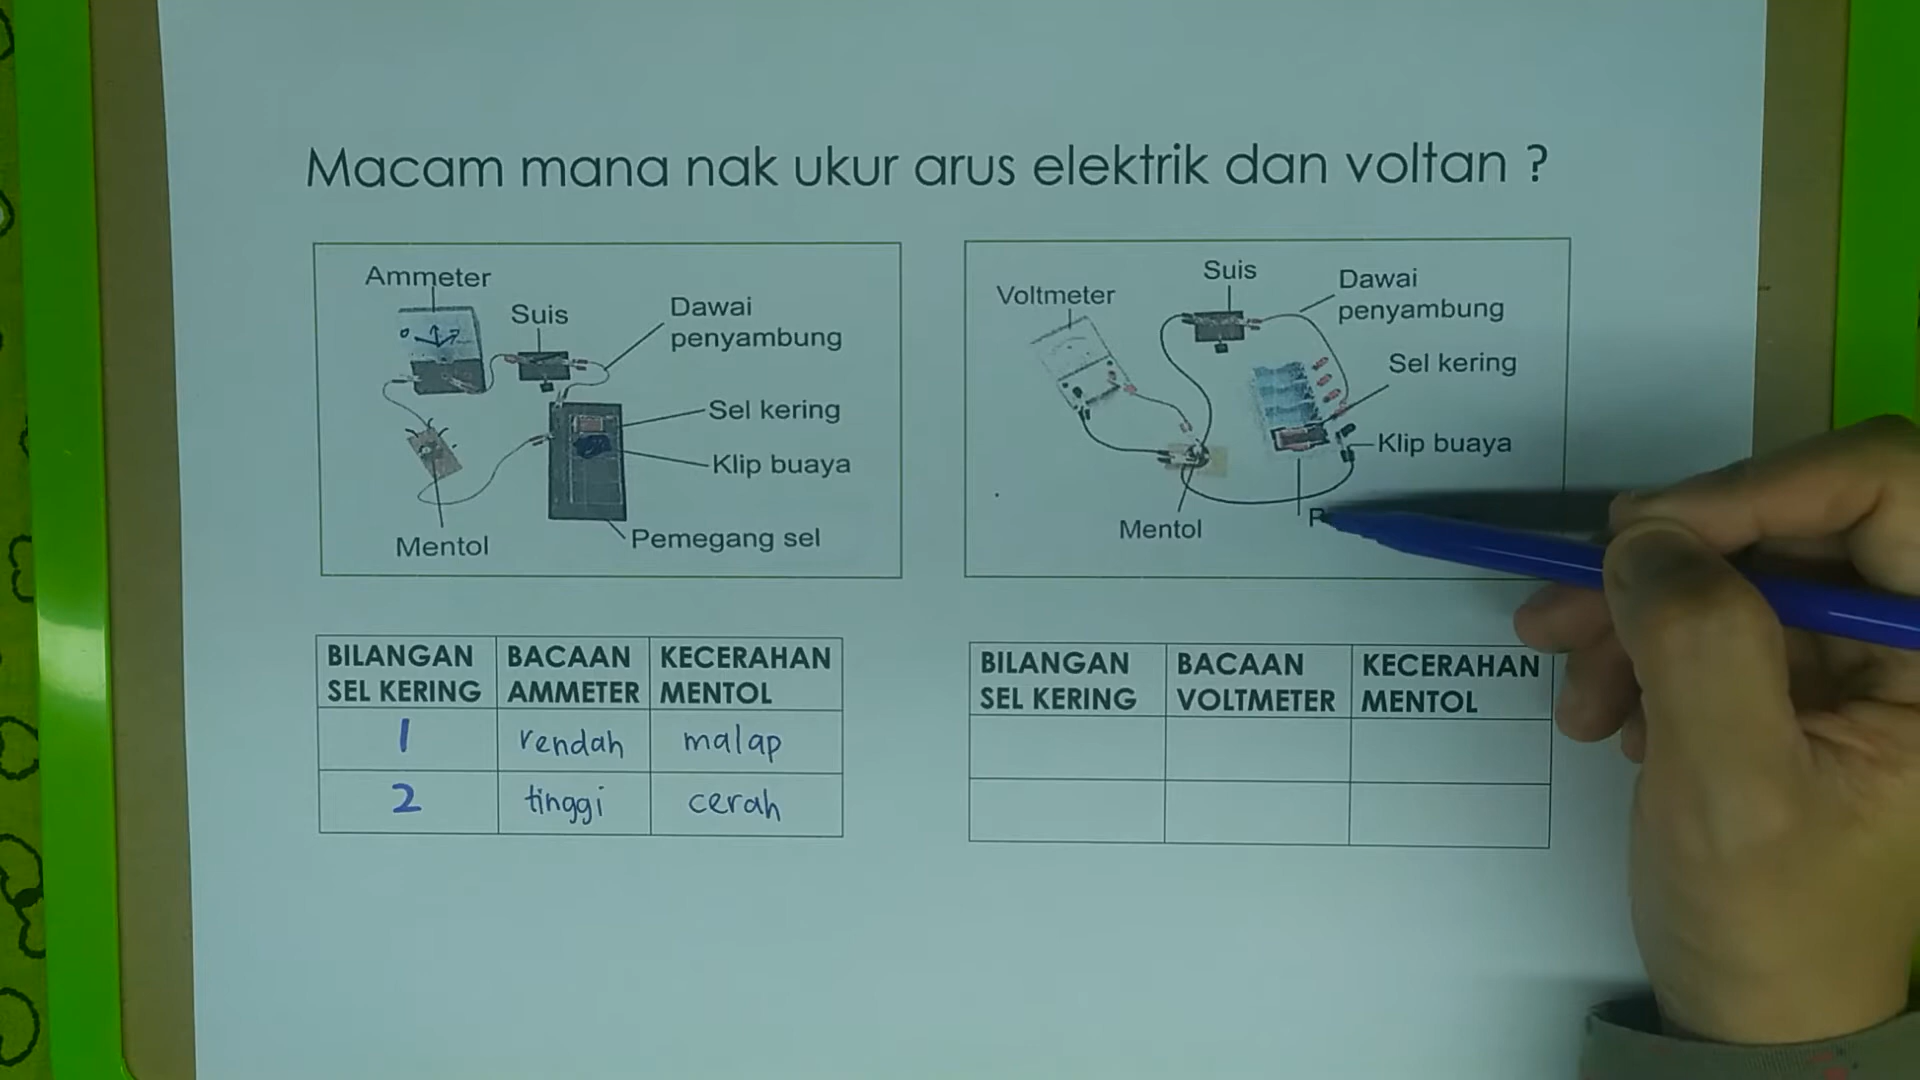 Macam mana nak ukur arus elektrik dan voltan ?
Ammeter
Suis
Dawai
penyambung
Sel kering
Klip buaya
Pemegang sel
Mentol
Voltmeter
Suis
Dawai
penyambung
Sel kering
Klip buaya
Mentol
BILANGAN SEL KERING
BACAAN AMMETER
KECERAHAN MENTOL
1 rendah malap
2 tinggi cerah
BILANGAN SEL KERING
BACAAN VOLTMETER
KECERAHAN MENTOL